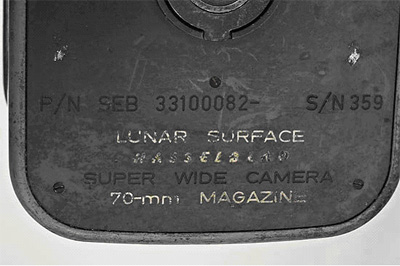 P/N SEB 33100082- S/N 359
LUNAR SURFACE
HASSELBLAD
SUPER WIDE CAMERA
70-mm MAGAZINE